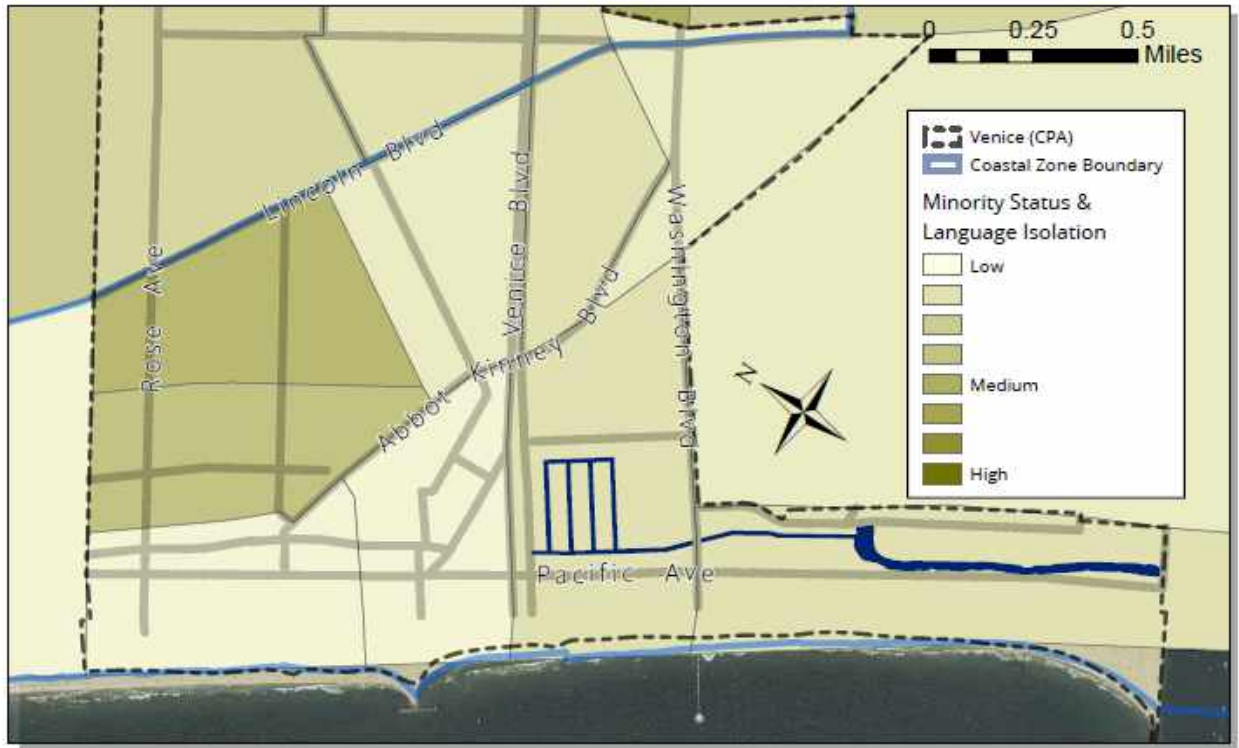 0 0.25 0.5
Miles
Venice (CPA)
Coastal Zone Boundary
Minority Status &
Language Isolation
Low
Medium
High
Lincoln Blvd
Rose Ave
Venice Blvd
Washington Blvd
Abbot Kinney Blvd
N
Pacific Ave